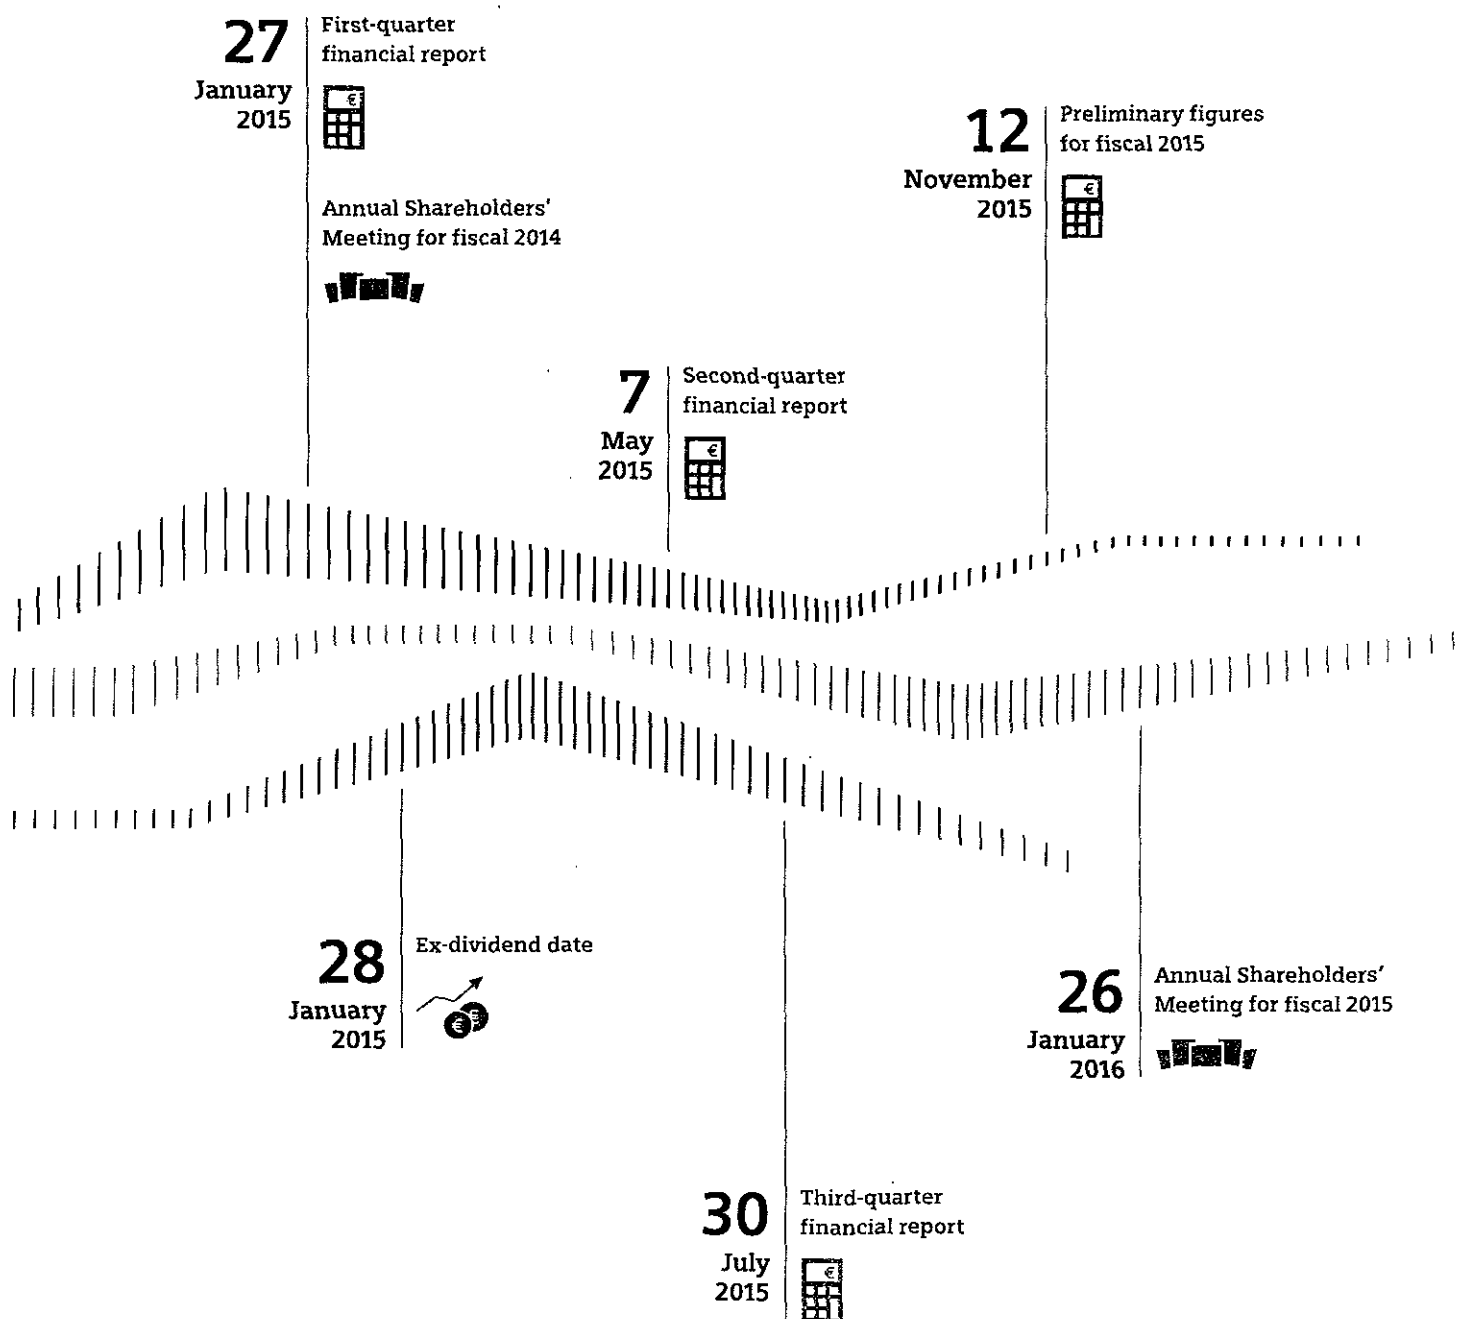 27
January
2015
First-quarter
financial report
€
Annual Shareholders'
Meeting for fiscal 2014
12
November
2015
Preliminary figures
for fiscal 2015
€
7
May
2015
Second-quarter
financial report
€
28
January
2015
Ex-dividend date
€ €
26
January
2016
Annual Shareholders'
Meeting for fiscal 2015
30
July
2015
Third-quarter
financial report
€